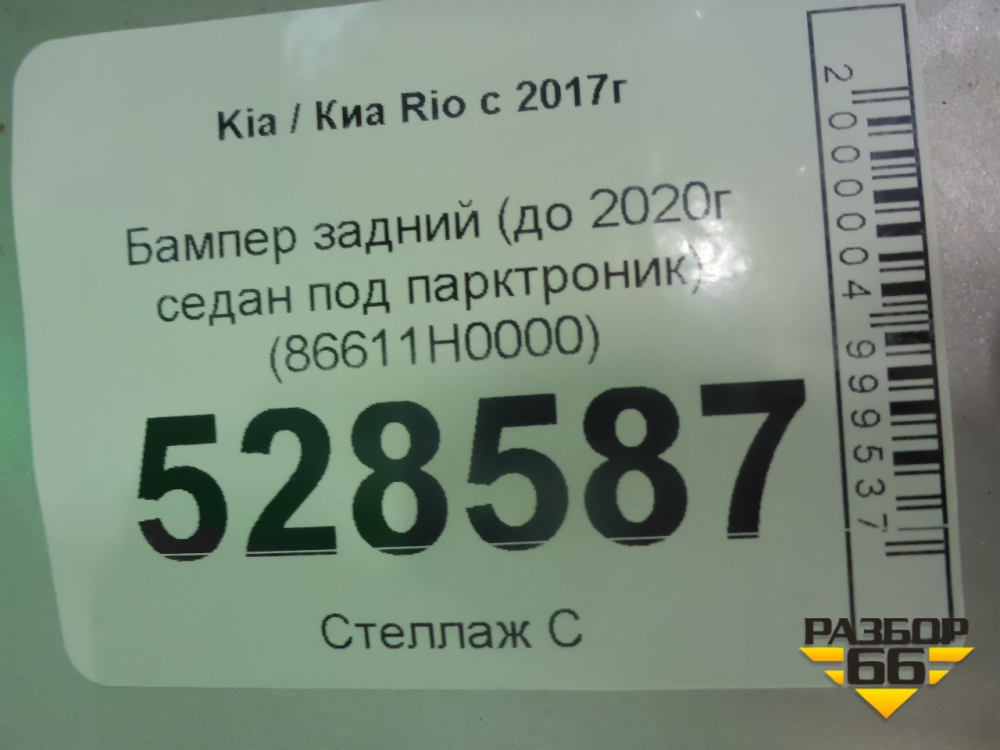 Kia / Киа Rio с 2017г
Бампер задний (до 2020г
седан под парктроник)
(86611H0000)
528587
Стеллаж С
2000004999537
РАЗБОР
66